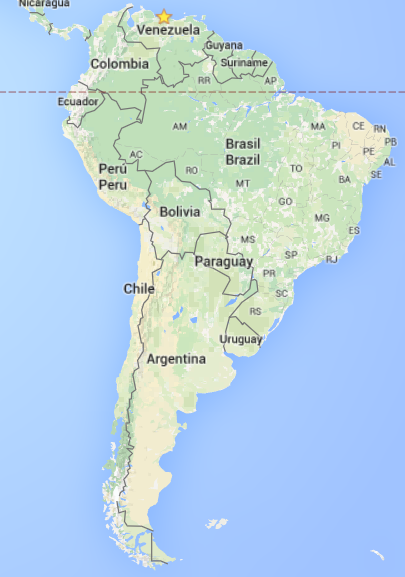 Nicaragua
Venezuela
Guyana
Colombia
Suriname
RR
AP
Ecuador
AM
MA
CE
RN
Brasil
Brazil
PI
PB
PE
AC
AL
Perú
Peru
RO
TO
SE
MT
BA
GO
Bolivia
MG
ES
MS
SP
RJ
Paraguay
PR
Chile
SC
RS
Uruguay
Argentina